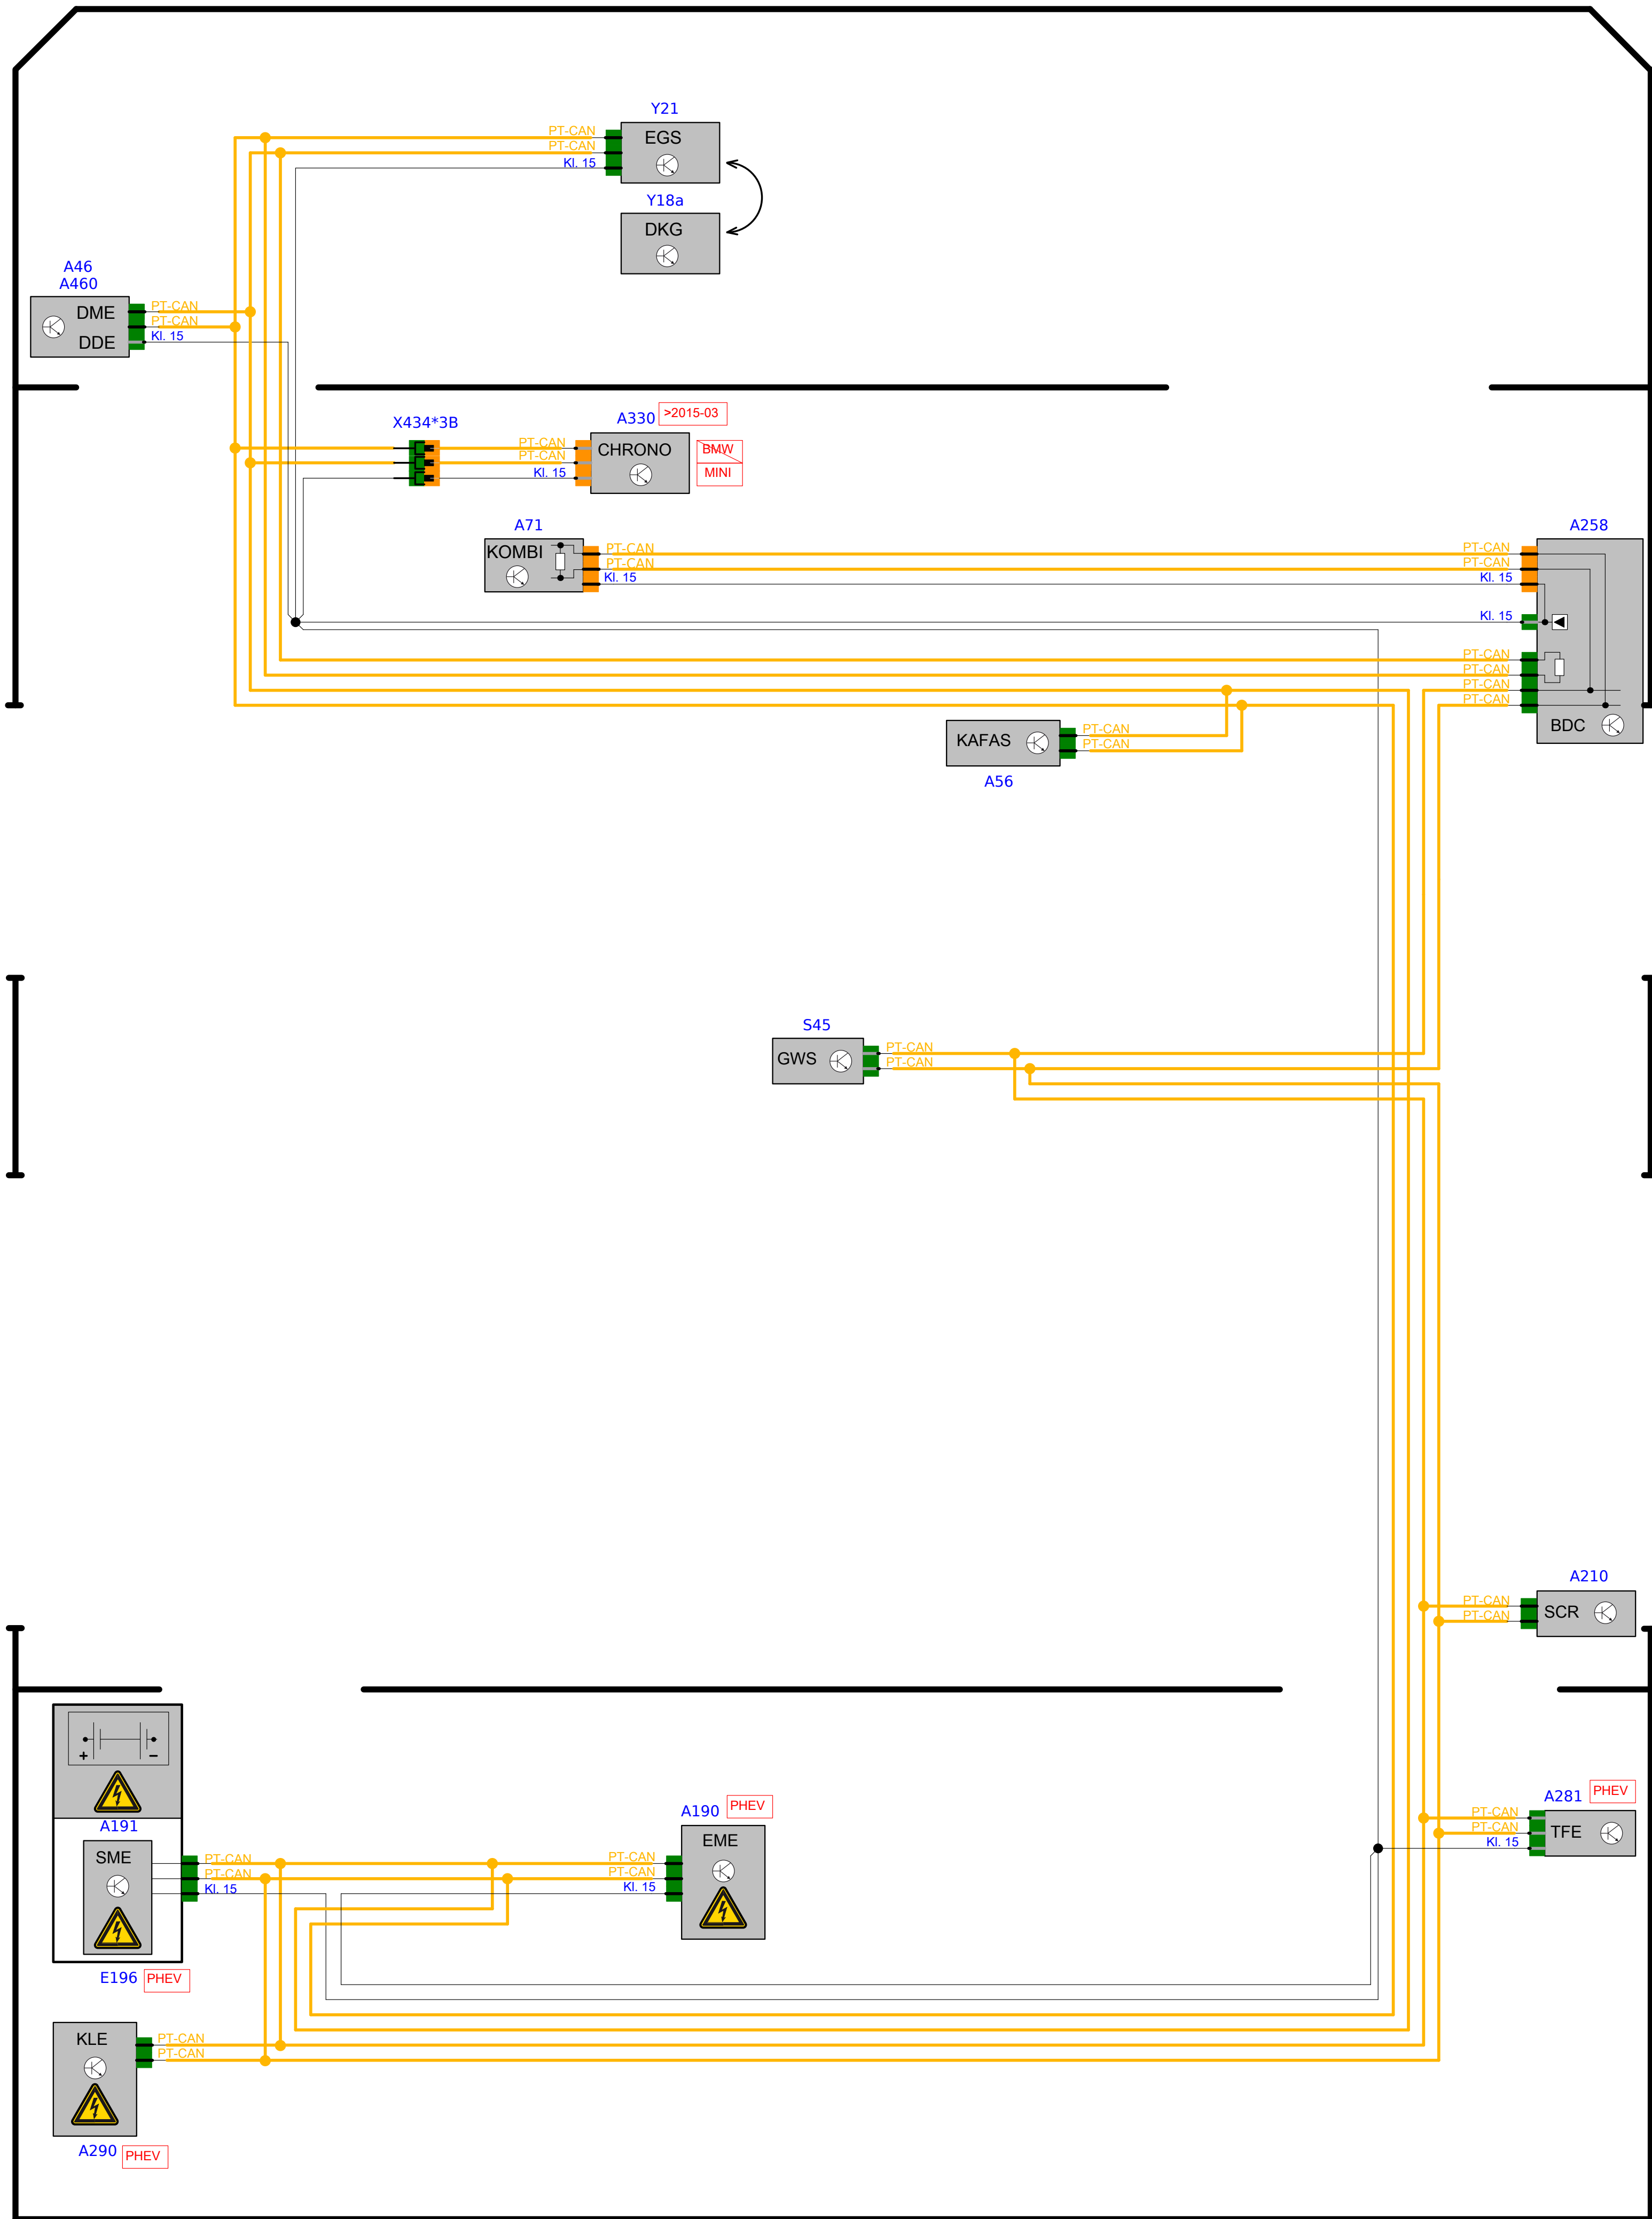 Y21
PT-CAN
PT-CAN
Kl. 15
EGS
Y18a
DKG
A46
A460
DME
DDE
PT-CAN
PT-CAN
Kl. 15
X434*3B
A330
>2015-03
PT-CAN
PT-CAN
Kl. 15
CHRONO
BMW
MINI
A71
KOMBI
PT-CAN
PT-CAN
Kl. 15
A258
PT-CAN
PT-CAN
Kl. 15
Kl. 15
PT-CAN
PT-CAN
PT-CAN
PT-CAN
BDC
KAFAS
PT-CAN
PT-CAN
A56
S45
GWS
PT-CAN
PT-CAN
A210
PT-CAN
PT-CAN
SCR
+ −
A191
SME
PT-CAN
PT-CAN
Kl. 15
E196
PHEV
A190
PHEV
PT-CAN
PT-CAN
Kl. 15
EME
A281
PHEV
PT-CAN
PT-CAN
Kl. 15
TFE
KLE
PT-CAN
PT-CAN
A290
PHEV